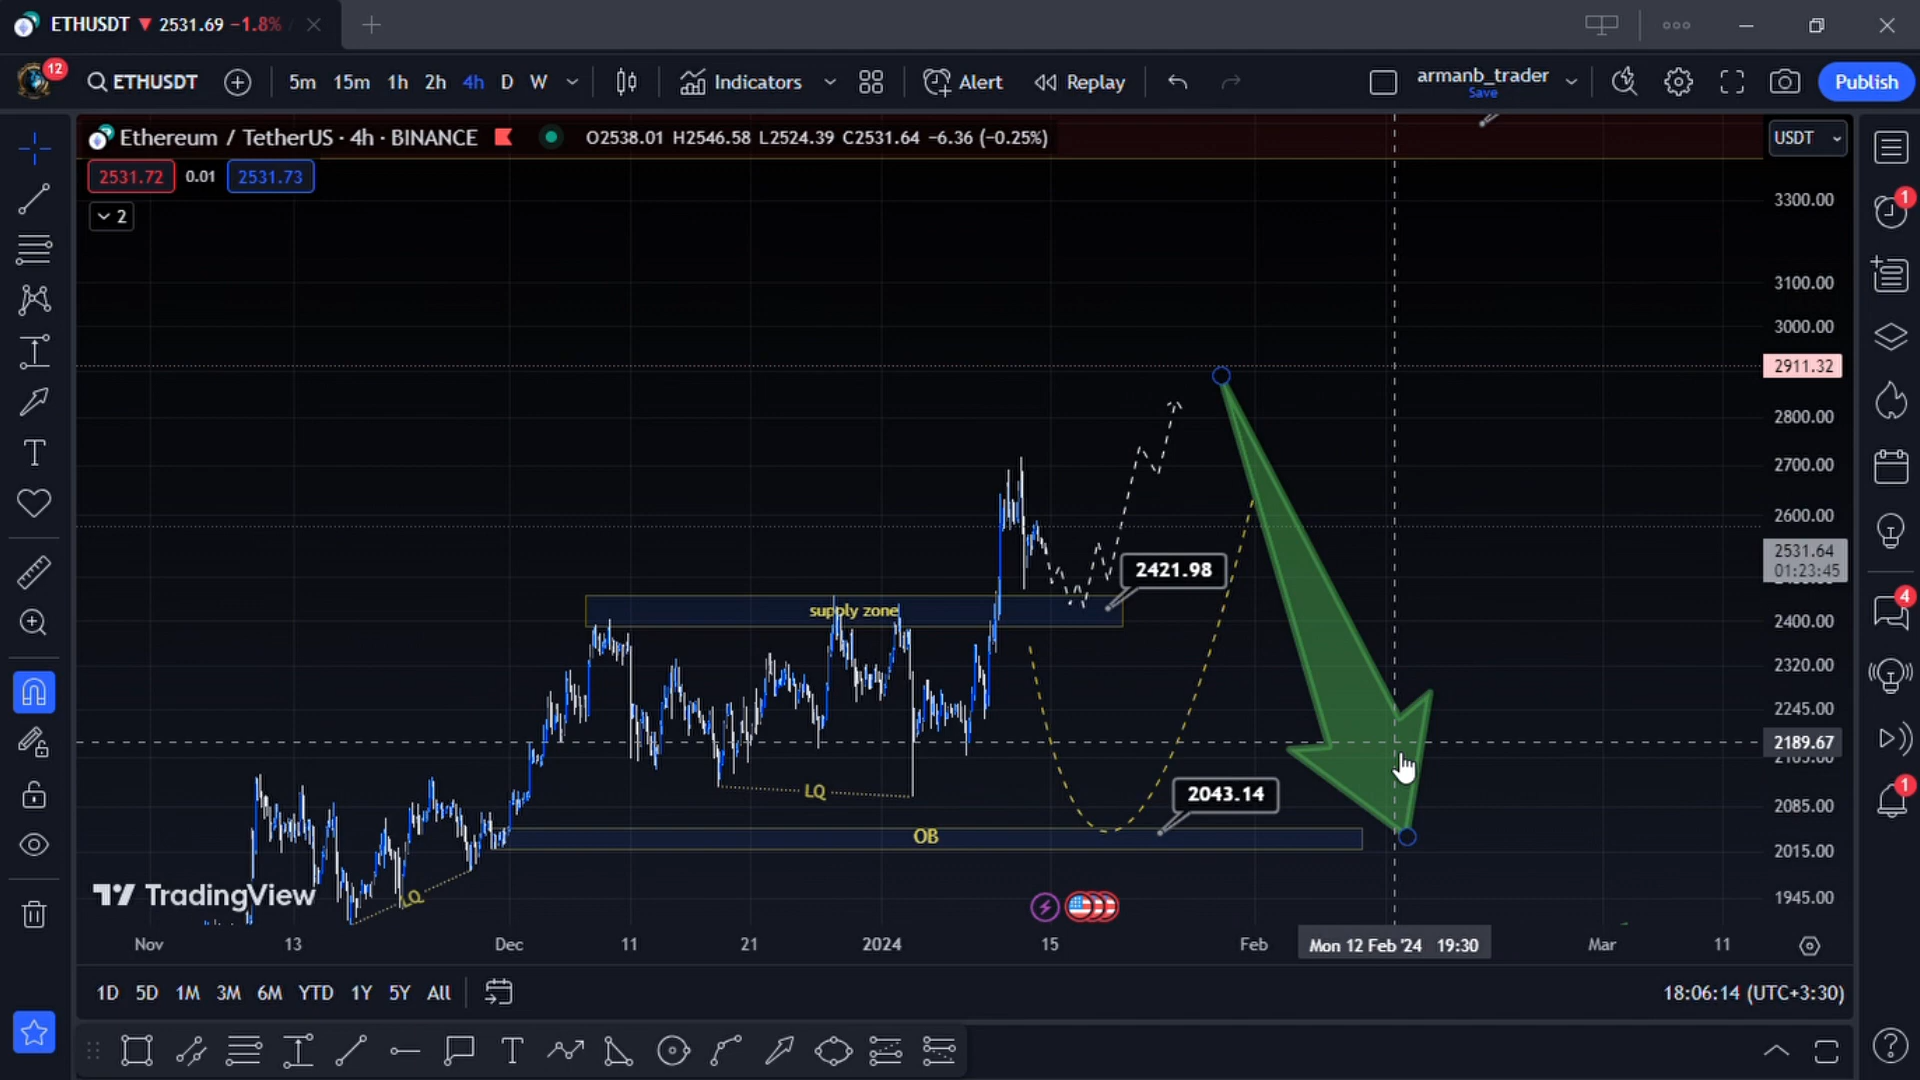 ETHUSDT ▼ 2531.69 −1.8% /
12
ETHUSDT 5m 15m 1h 2h 4h D W Indicators Alert Replay armanb_trader Save Publish
Ethereum / TetherUS · 4h · BINANCE O2538.01 H2546.58 L2524.39 C2531.64 −6.36 (−0.25%)
USDT
2531.72 0.01 2531.73
2
1
3300.00
3100.00
3000.00
2911.32
2800.00
2700.00
2600.00
2531.64
01:23:45
2421.98
supply zone
2400.00
4
2320.00
2245.00
2189.67
LQ
2043.14
2085.00
1
OB
2015.00
LQ
1945.00
TradingView
Nov 13 Dec 11 21 2024 15 Feb Mon 12 Feb '24 19:30 Mar 11
1D 5D 1M 3M 6M YTD 1Y 5Y All
18:06:14 (UTC+3:30)
T